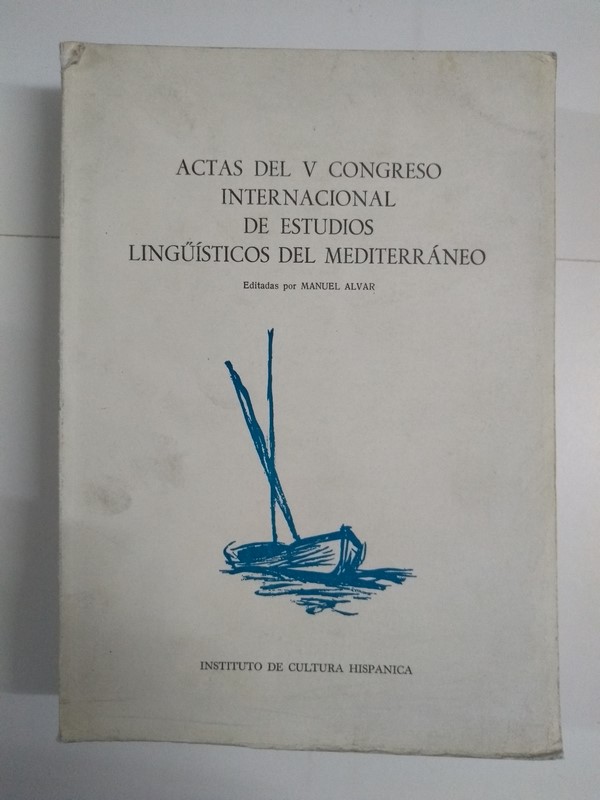 ACTAS DEL V CONGRESO
INTERNACIONAL
DE ESTUDIOS
LINGÜÍSTICOS DEL MEDITERRÁNEO
Editadas por MANUEL ALVAR
INSTITUTO DE CULTURA HISPANICA